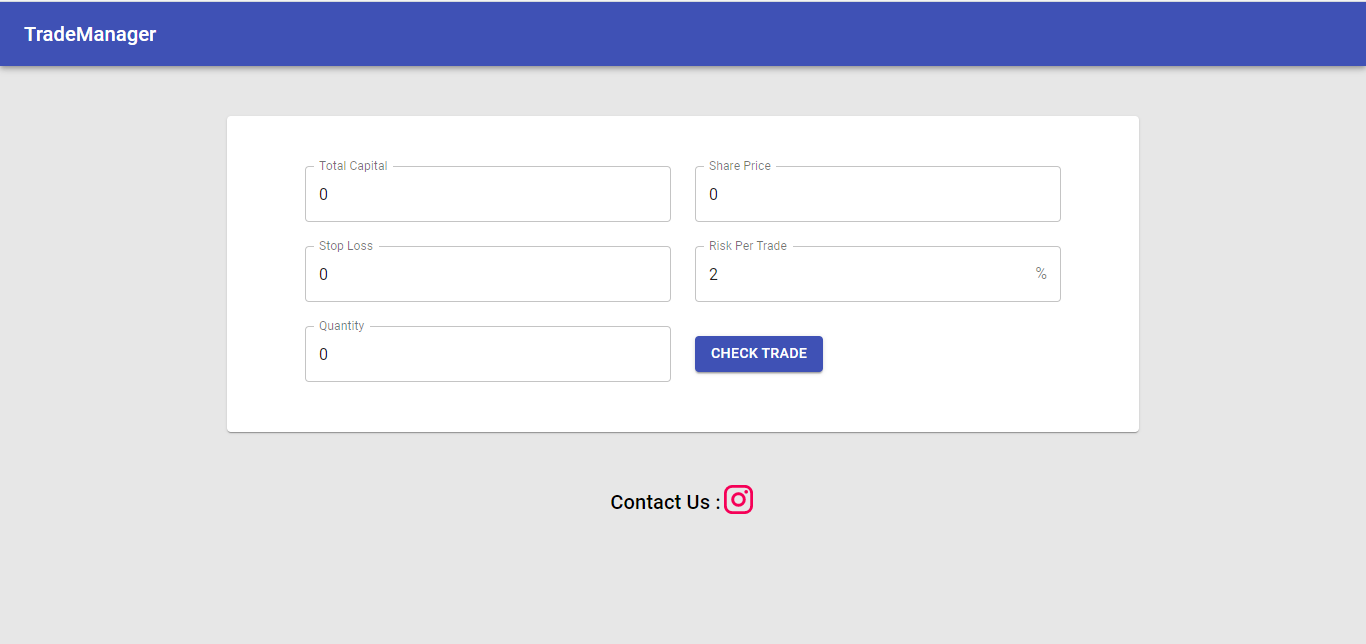 TradeManager
Total Capital
0
Share Price
0
Stop Loss
0
Risk Per Trade
2 %
Quantity
0
CHECK TRADE
Contact Us :